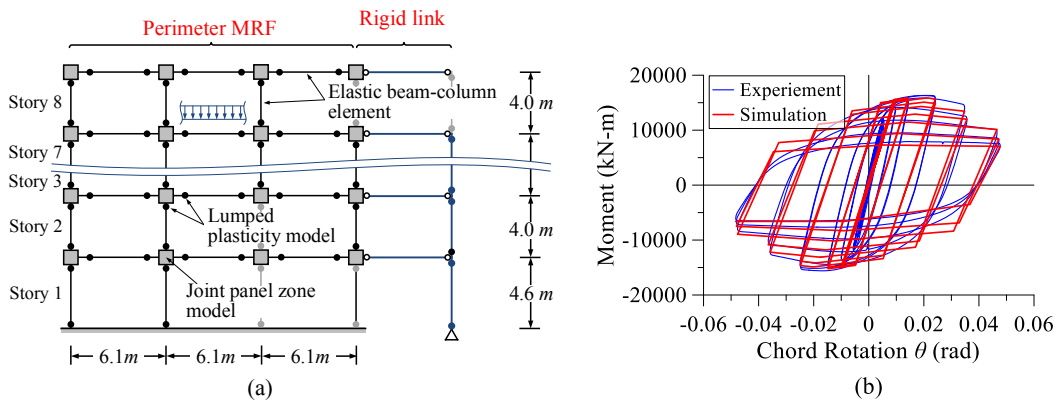 Perimeter MRF
Rigid link
Story 8
Elastic beam-column
element
4.0 m
Story 7
Story 3
Lumped
plasticity model
Story 2
4.0 m
Joint panel zone
model
Story 1
4.6 m
6.1m
6.1m
6.1m
(a)
20000
Experiement
Simulation
10000
0
-10000
-20000
Moment (kN-m)
-0.06
-0.04
-0.02
0
0.02
0.04
0.06
Chord Rotation θ (rad)
(b)